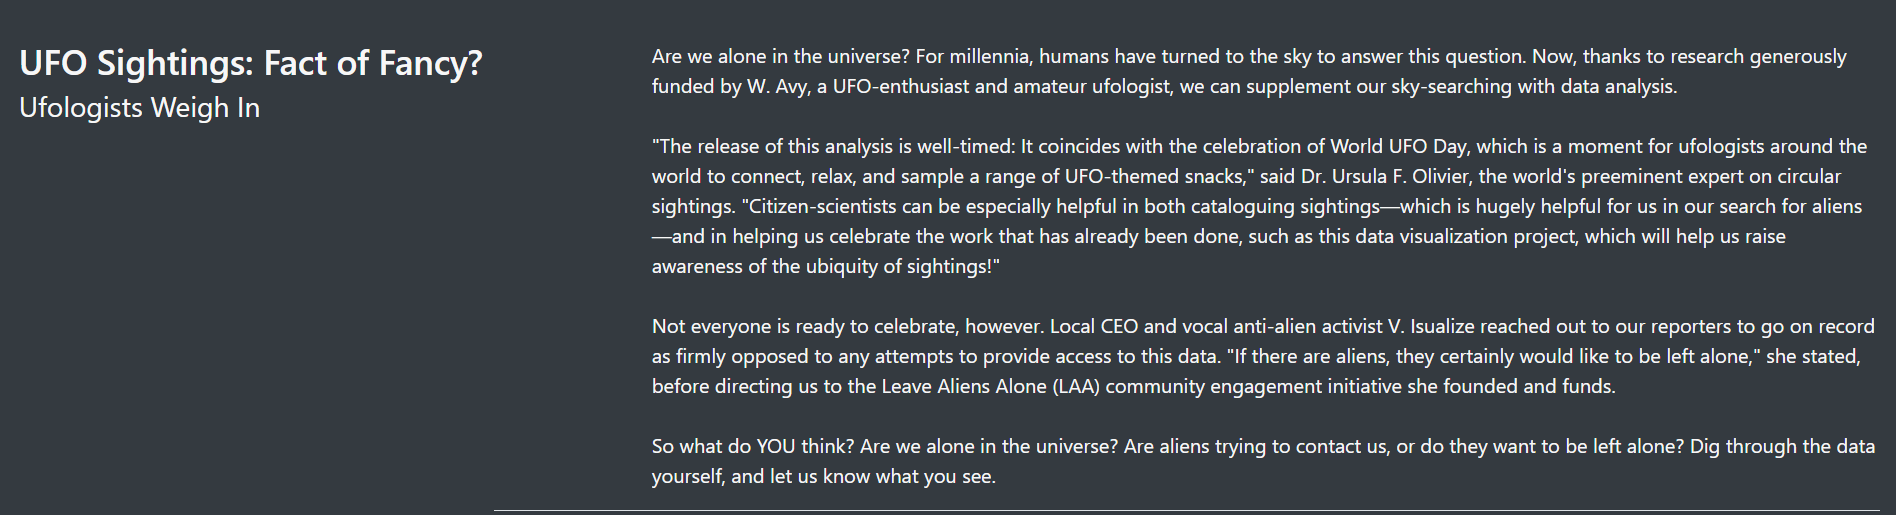 UFO Sightings: Fact of Fancy?
Ufologists Weigh In
Are we alone in the universe? For millennia, humans have turned to the sky to answer this question. Now, thanks to research generously
funded by W. Avy, a UFO-enthusiast and amateur ufologist, we can supplement our sky-searching with data analysis.
"The release of this analysis is well-timed: It coincides with the celebration of World UFO Day, which is a moment for ufologists around the
world to connect, relax, and sample a range of UFO-themed snacks," said Dr. Ursula F. Olivier, the world's preeminent expert on circular
sightings. "Citizen-scientists can be especially helpful in both cataloguing sightings—which is hugely helpful for us in our search for aliens
—and in helping us celebrate the work that has already been done, such as this data visualization project, which will help us raise
awareness of the ubiquity of sightings!"
Not everyone is ready to celebrate, however. Local CEO and vocal anti-alien activist V. Isualize reached out to our reporters to go on record
as firmly opposed to any attempts to provide access to this data. "If there are aliens, they certainly would like to be left alone," she stated,
before directing us to the Leave Aliens Alone (LAA) community engagement initiative she founded and funds.
So what do YOU think? Are we alone in the universe? Are aliens trying to contact us, or do they want to be left alone? Dig through the data
yourself, and let us know what you see.